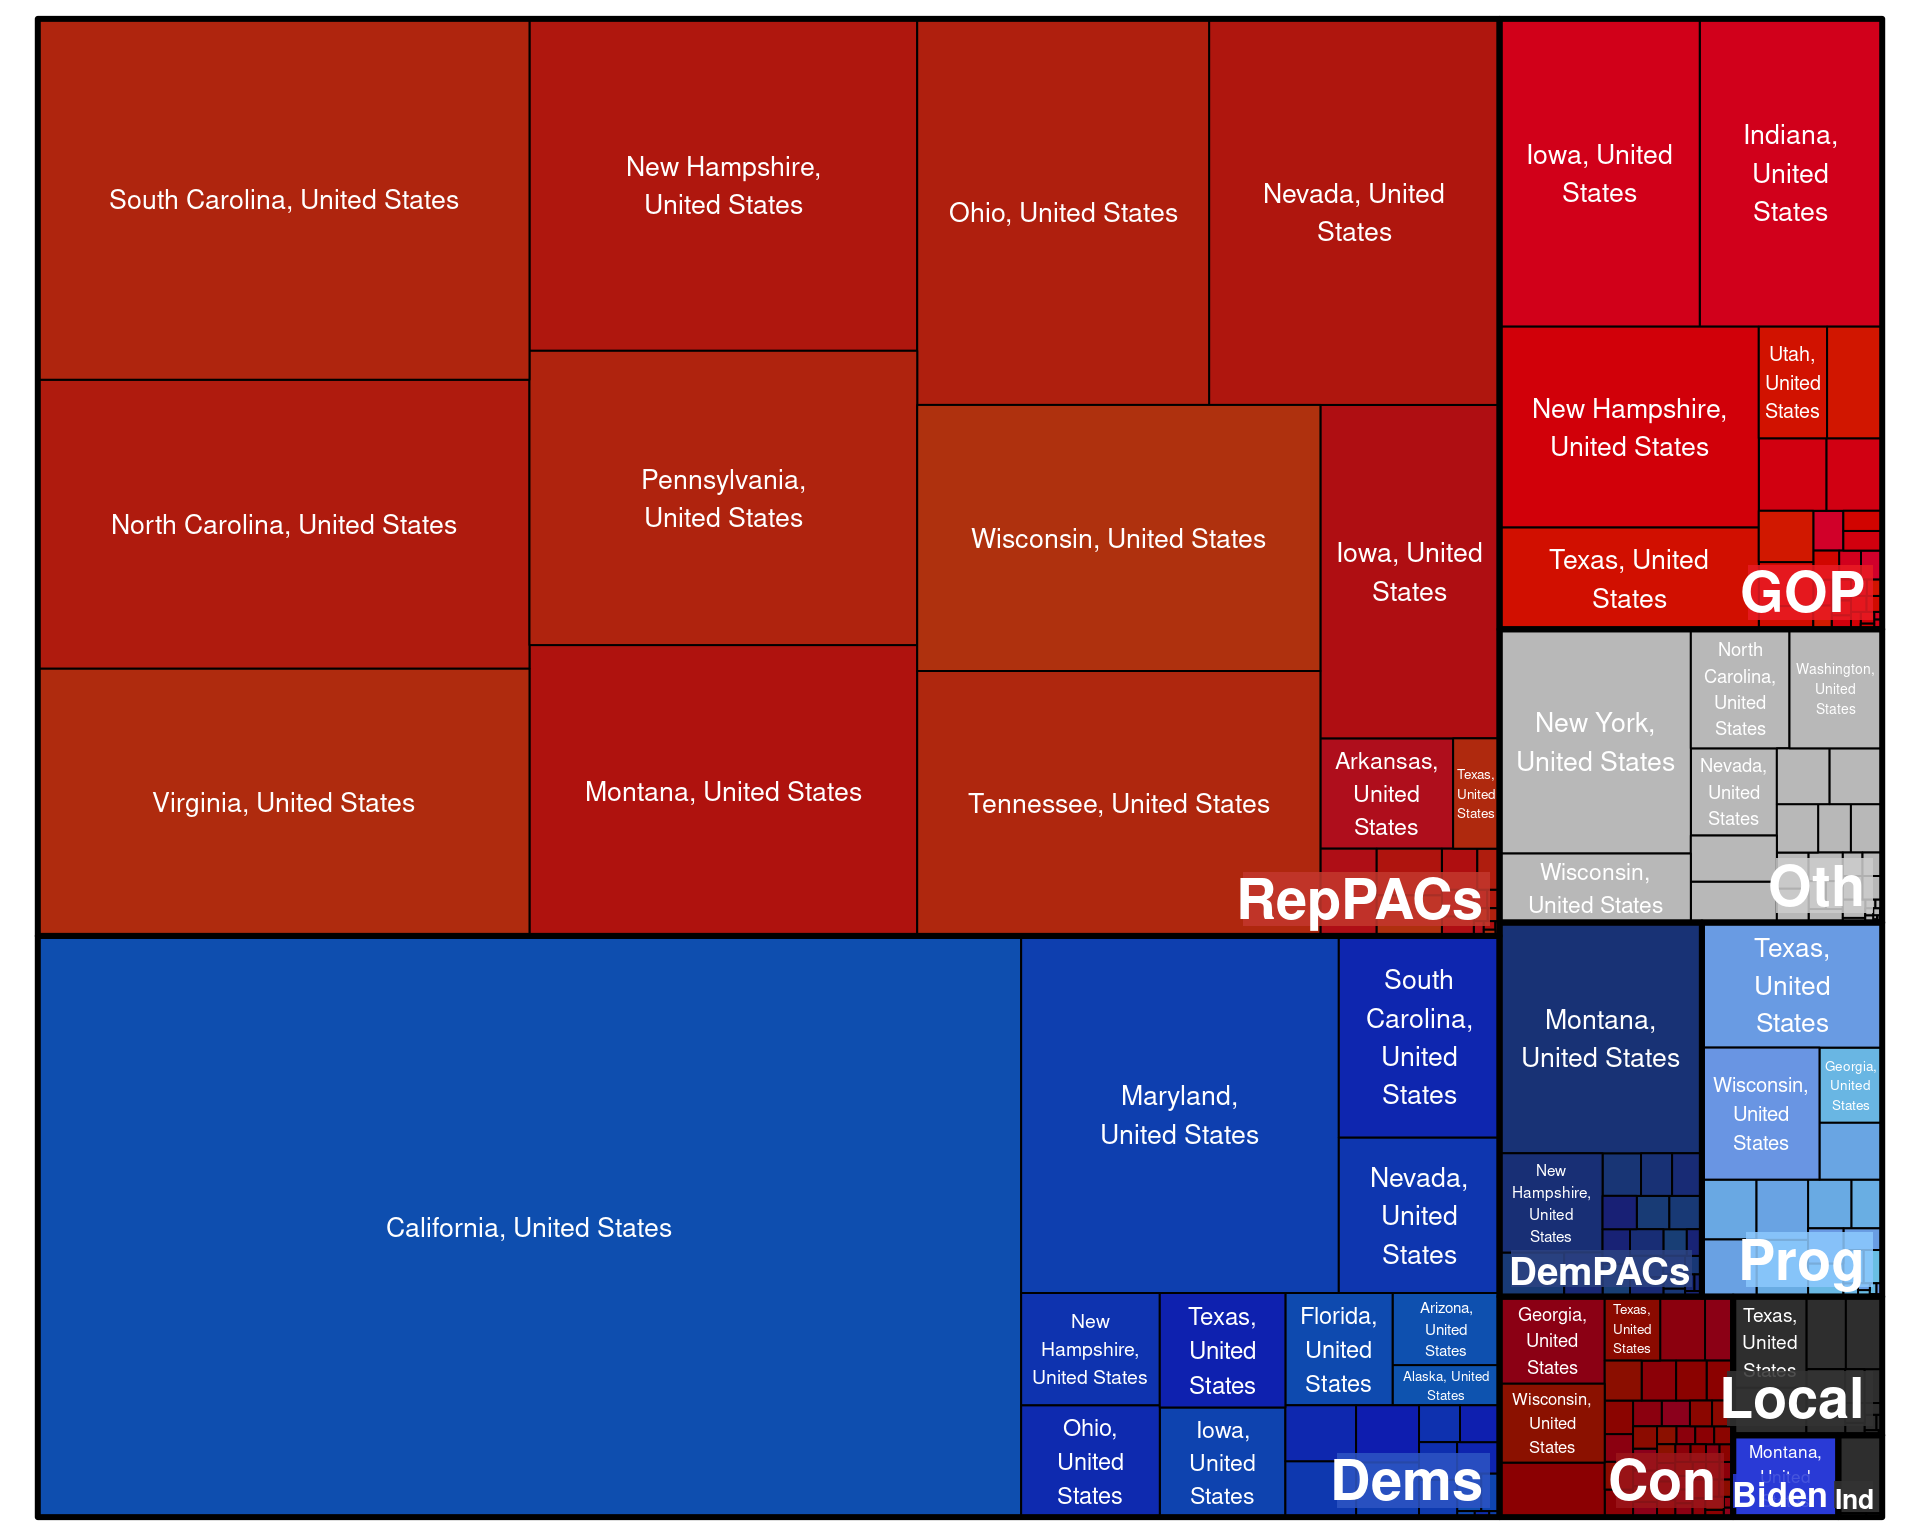 South Carolina, United States
North Carolina, United States
Virginia, United States
New Hampshire,
United States
Pennsylvania,
United States
Montana, United States
Ohio, United States
Nevada, United
States
Wisconsin, United States
Tennessee, United States
Iowa, United
States
Arkansas,
United
States
Texas,
United
States
RepPACs
California, United States
Maryland,
United States
South
Carolina,
United
States
Nevada,
United
States
New
Hampshire,
United States
Ohio,
United
States
Texas,
United
States
Iowa,
United
States
Florida,
United
States
Arizona,
United
States
Alaska, United
States
Dems
Iowa, United
States
Indiana,
United
States
New Hampshire,
United States
Texas, United
States
Utah,
United
States
GOP
New York,
United States
Wisconsin,
United States
North
Carolina,
United
States
Washington,
United
States
Nevada,
United
States
Oth
Montana,
United States
New
Hampshire,
United
States
DemPACs
Texas,
United
States
Wisconsin,
United
States
Georgia,
United
States
Prog
Georgia,
United
States
Wisconsin,
United
States
Texas,
United
States
Con
Texas,
United
States
Local
Montana,
United
Biden
Ind